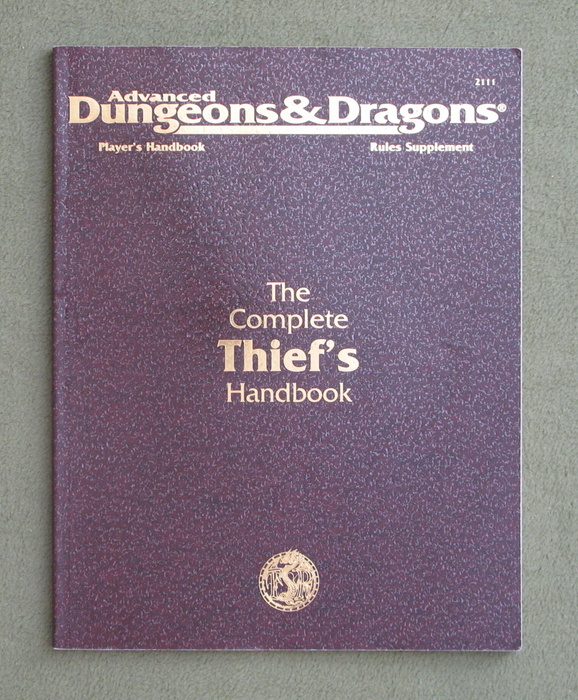 2111
Advanced
Dungeons&Dragons®
Player's Handbook Rules Supplement
The
Complete
Thief's
Handbook
TSR